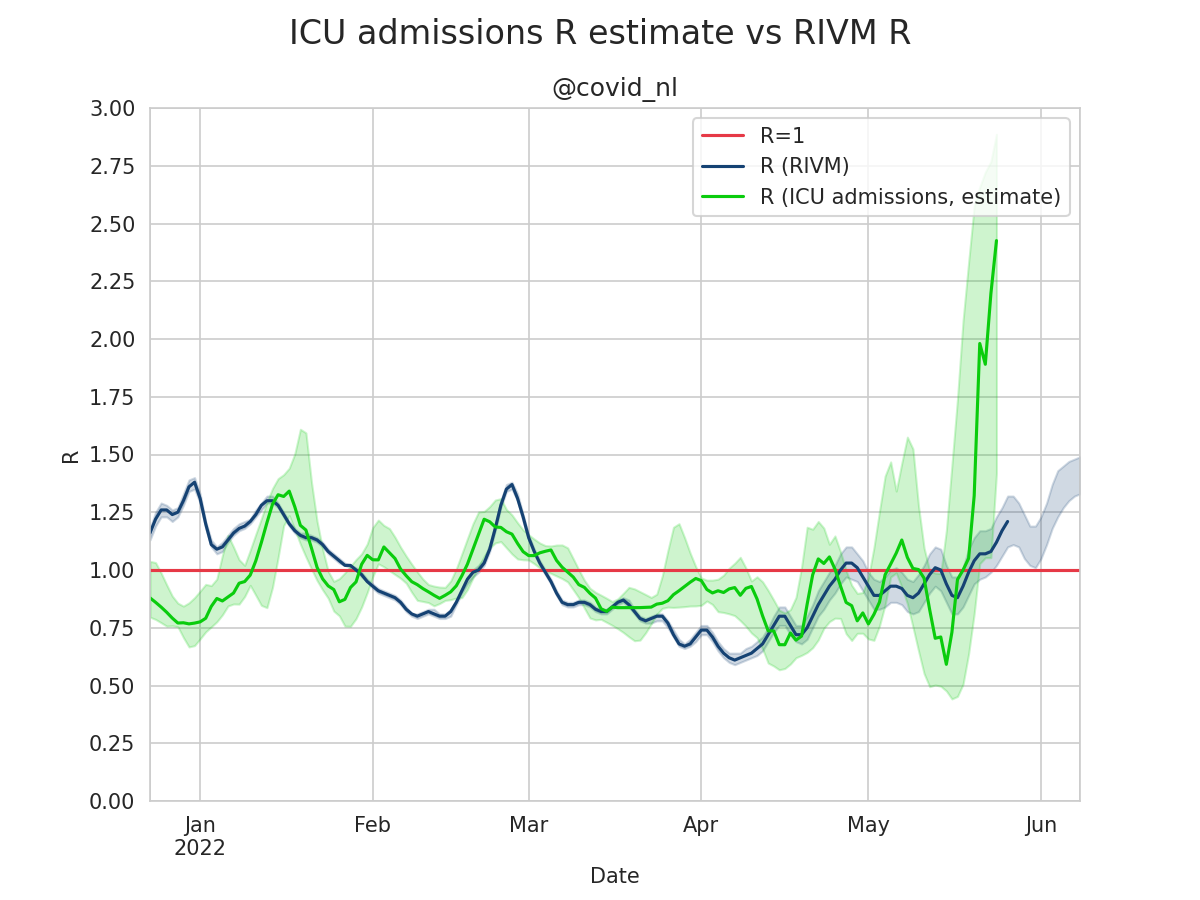 ICU admissions R estimate vs RIVM R
@covid_nl
R=1
R (RIVM)
R (ICU admissions, estimate)
3.00
2.75
2.50
2.25
2.00
1.75
1.50
1.25
1.00
0.75
0.50
0.25
0.00
R
Jan
2022
Feb
Mar
Apr
May
Jun
Date